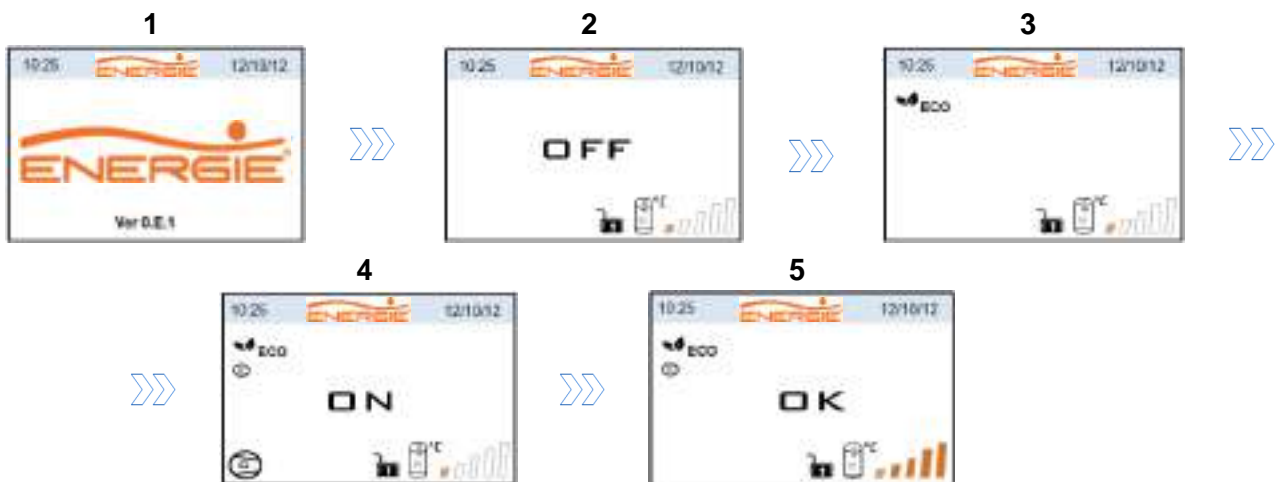 1
10:25 ENERGIE 12/10/12
ENERGIE
Ver 0.E.1
2
10:25 ENERGIE 12/10/12
OFF
°C
3
10:25 ENERGIE 12/10/12
ECO
°C
4
10:25 ENERGIE 12/10/12
ECO
ON
°C
5
10:25 ENERGIE 12/10/12
ECO
OK
°C